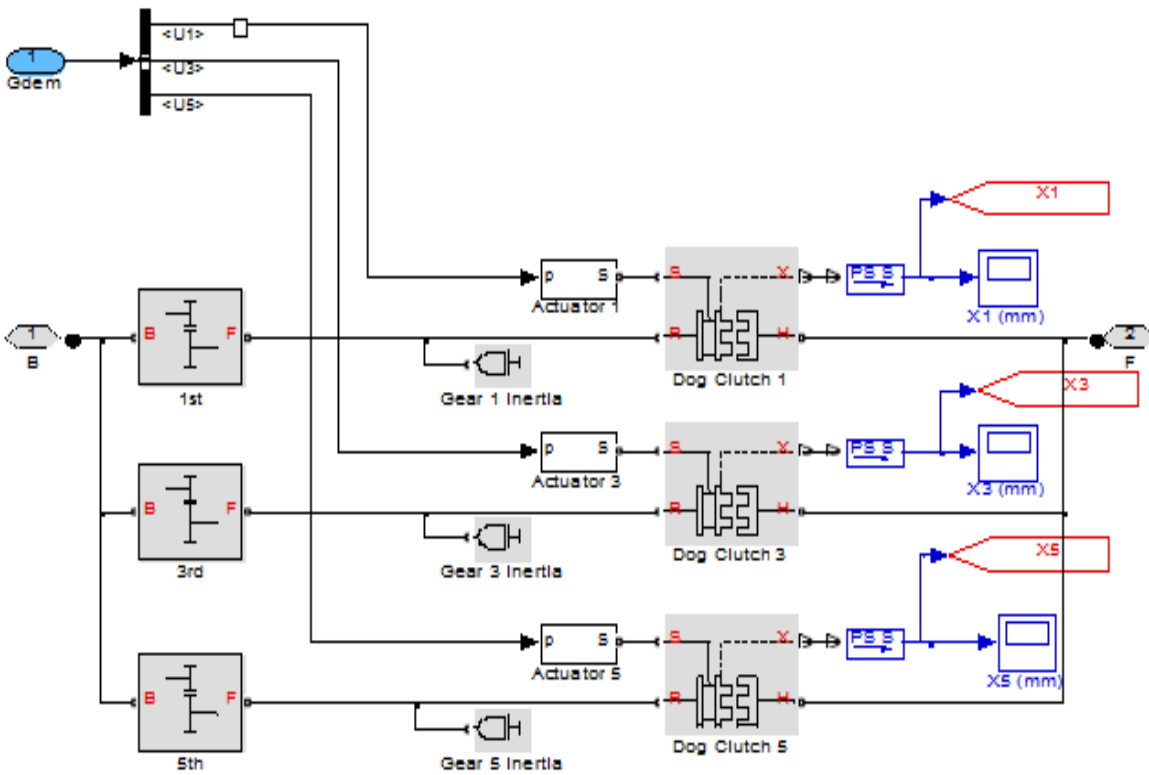 <U1>
1
<U3>
Gdem
<U5>
X1
p S
S X
PS S
Actuator 1
X1 (mm)
1
B F
R H
2
B
F
Dog Clutch 1
X3
1st
Gear 1 Inertia
p S
S X
PS S
Actuator 3
X3 (mm)
B F
R H
X5
Dog Clutch 3
3rd
Gear 3 Inertia
p S
S X
PS S
Actuator 5
X5 (mm)
B F
R H
Dog Clutch 5
5th
Gear 5 Inertia